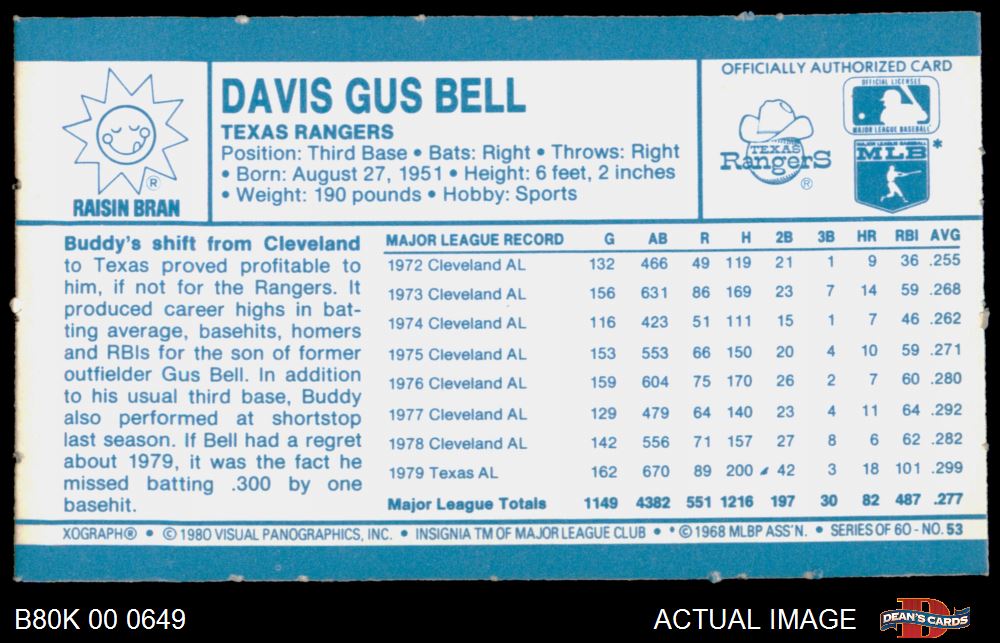 RAISIN BRAN
®
DAVIS GUS BELL
TEXAS RANGERS
Position: Third Base • Bats: Right • Throws: Right
• Born: August 27, 1951 • Height: 6 feet, 2 inches
• Weight: 190 pounds • Hobby: Sports
OFFICIALLY AUTHORIZED CARD
TEXAS
RangerS
®
OFFICIAL LICENSEE
MAJOR LEAGUE BASEBALL
MAJOR LEAGUE BASEBALL
MLB *
Buddy's shift from Cleveland
to Texas proved profitable to
him, if not for the Rangers. It
produced career highs in bat-
ting average, basehits, homers
and RBIs for the son of former
outfielder Gus Bell. In addition
to his usual third base, Buddy
also performed at shortstop
last season. If Bell had a regret
about 1979, it was the fact he
missed batting .300 by one
basehit.
MAJOR LEAGUE RECORD G AB R H 2B 3B HR RBI AVG
1972 Cleveland AL 132 466 49 119 21 1 9 36 .255
1973 Cleveland AL 156 631 86 169 23 7 14 59 .268
1974 Cleveland AL 116 423 51 111 15 1 7 46 .262
1975 Cleveland AL 153 553 66 150 20 4 10 59 .271
1976 Cleveland AL 159 604 75 170 26 2 7 60 .280
1977 Cleveland AL 129 479 64 140 23 4 11 64 .292
1978 Cleveland AL 142 556 71 157 27 8 6 62 .282
1979 Texas AL 162 670 89 200 42 3 18 101 .299
Major League Totals 1149 4382 551 1216 197 30 82 487 .277
XOGRAPH® • © 1980 VISUAL PANOGRAPHICS, INC. • INSIGNIA TM OF MAJOR LEAGUE CLUB • * © 1968 MLBP ASS'N. • SERIES OF 60 - NO. 53
B80K 00 0649
ACTUAL IMAGE
D
DEAN'S CARDS